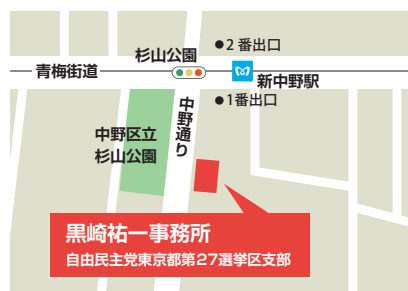 杉山公園
●2番出口
青梅街道
新中野駅
●1番出口
中野通り
中野区立
杉山公園
黒崎祐一事務所
自由民主党東京都第27選挙区支部